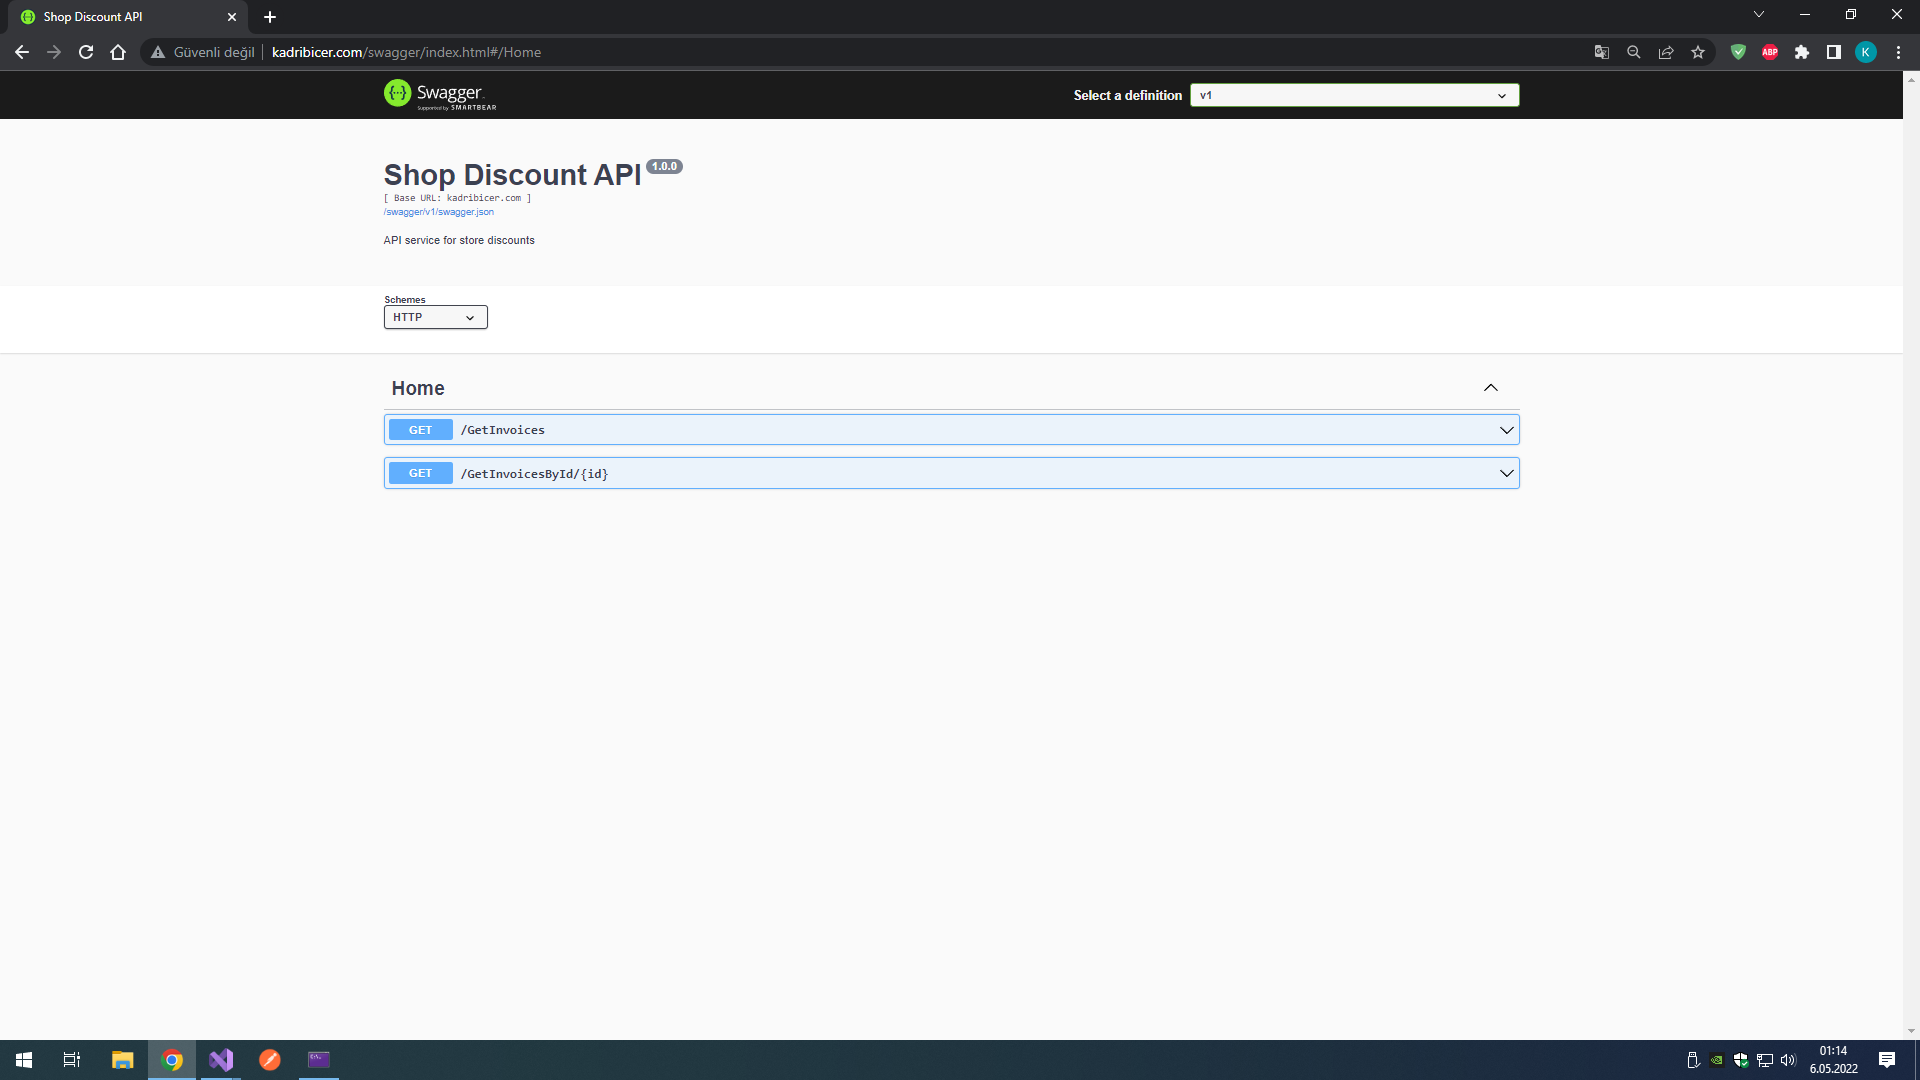 Shop Discount API
Güvenli değil
kadribicer.com/swagger/index.html#/Home
ABP
K
Swagger
Supported by SMARTBEAR
Select a definition
v1
Shop Discount API 1.0.0
[ Base URL: kadribicer.com ]
/swagger/v1/swagger.json
API service for store discounts
Schemes
HTTP
Home
GET /GetInvoices
GET /GetInvoicesById/{id}
01:14
6.05.2022